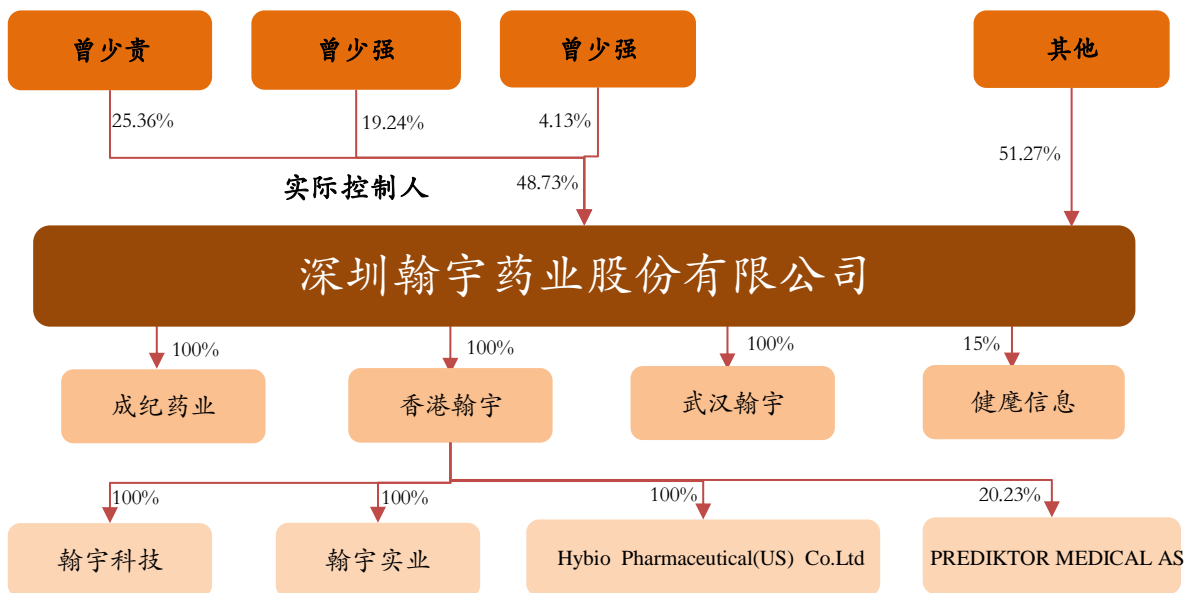 曾少贵
曾少强
曾少强
其他
25.36%
19.24%
4.13%
51.27%
实际控制人
48.73%
深圳翰宇药业股份有限公司
100%
100%
100%
15%
成纪药业
香港翰宇
武汉翰宇
健麾信息
100%
100%
100%
20.23%
翰宇科技
翰宇实业
Hybio Pharmaceutical(US) Co.Ltd
PREDIKTOR MEDICAL AS